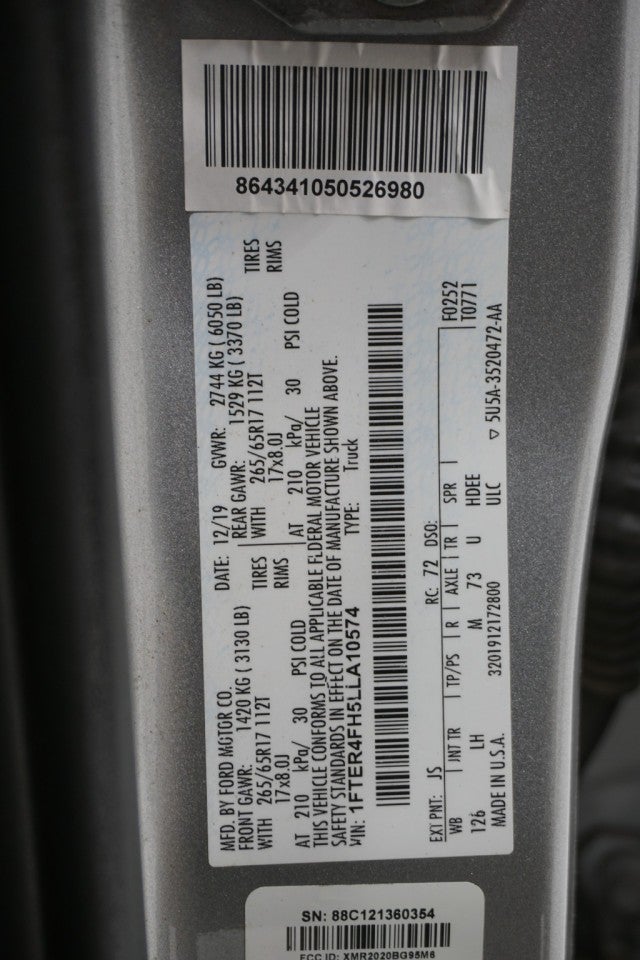 864341050526980
MFD. BY FORD MOTOR CO.
DATE: 12/19 GVWR: 2744 KG ( 6050 LB)
FRONT GAWR: 1420 KG ( 3130 LB) REAR GAWR: 1529 KG ( 3370 LB)
WITH 265/65R17 112T TIRES WITH 265/65R17 112T TIRES
17x8.0J RIMS 17x8.0J RIMS
AT 210 kPa/ 30 PSI COLD AT 210 kPa/ 30 PSI COLD
THIS VEHICLE CONFORMS TO ALL APPLICABLE FLDERAL MOTOR VEHICLE
SAFETY STANDARDS IN EFFECT ON THE DATE OF MANUFACTURE SHOWN ABOVE.
VIN: 1FTER4FH5LLA10574 TYPE: Truck
F0252
T0771
EXT PNT: JS RC: 72 DSO:
WB INT TR TP/PS R AXLE TR SPR
126 LH M 73 U HDEE
MADE IN U.S.A. 3201912172800 ULC ▽ 5U5A-3520472-AA
SN: 88C121360354
FCC ID: XMR2020BG95M6